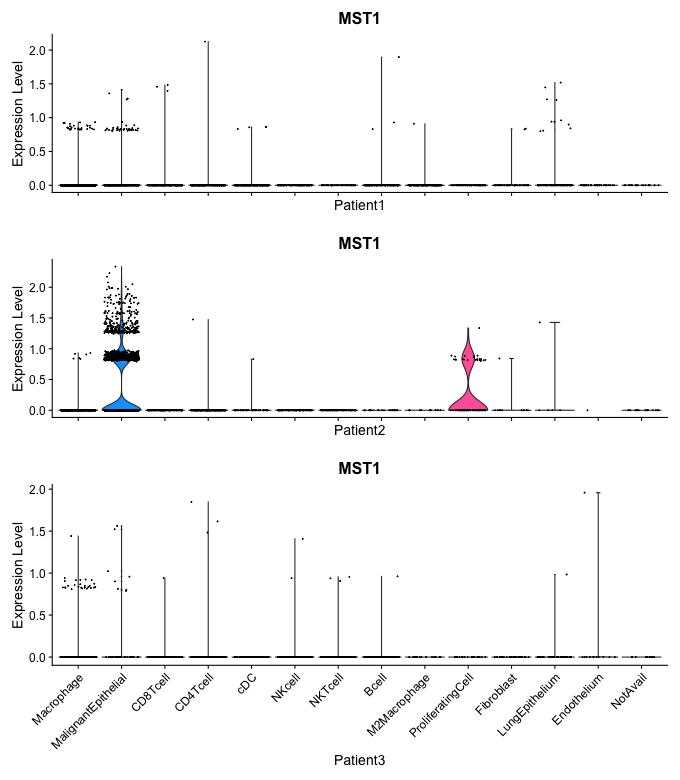 MST1
Expression Level
2.0
1.5
1.0
0.5
0.0
Patient1
MST1
Expression Level
2.0
1.5
1.0
0.5
0.0
Patient2
MST1
Expression Level
2.0
1.5
1.0
0.5
0.0
Macrophage
MalignantEpithelial
CD8Tcell
CD4Tcell
cDC
NKcell
NKTcell
Bcell
M2Macrophage
ProliferatingCell
Fibroblast
LungEpithelium
Endothelium
NotAvail
Patient3